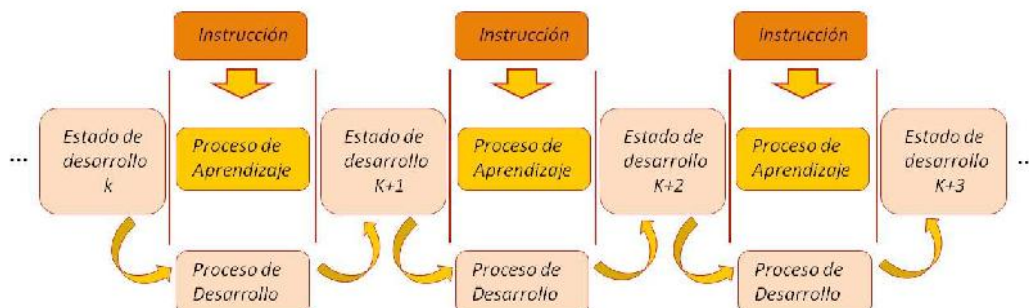 Instrucción
Instrucción
Instrucción
...
Estado de
desarrollo
k
Proceso de
Aprendizaje
Estado de
desarrollo
K+1
Proceso de
Aprendizaje
Estado de
desarrollo
K+2
Proceso de
Aprendizaje
Estado de
desarrollo
K+3
...
Proceso de
Desarrollo
Proceso de
Desarrollo
Proceso de
Desarrollo